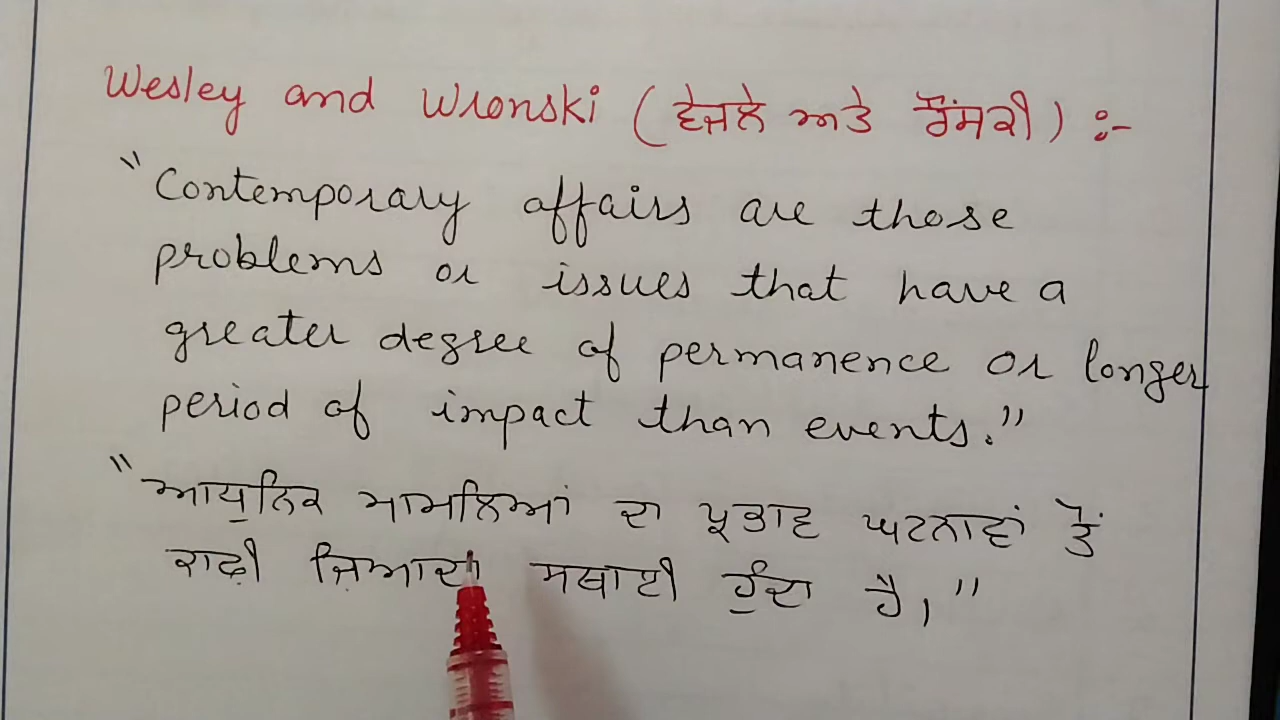 Wesley and Wronski (ਵੇਜਲੇ ਅਤੇ ਰੌਂਸਕੀ) :-
"Contemporary affairs are those
problems or issues that have a
greater degree of permanence or longer
period of impact than events."
"ਆਧੁਨਿਕ ਮਾਮਲਿਆਂ ਦਾ ਪ੍ਰਭਾਵ ਘਟਨਾਵਾਂ ਤੋਂ
ਕਾਫ਼ੀ ਜ਼ਿਆਦਾ ਸਥਾਈ ਹੁੰਦਾ ਹੈ।"